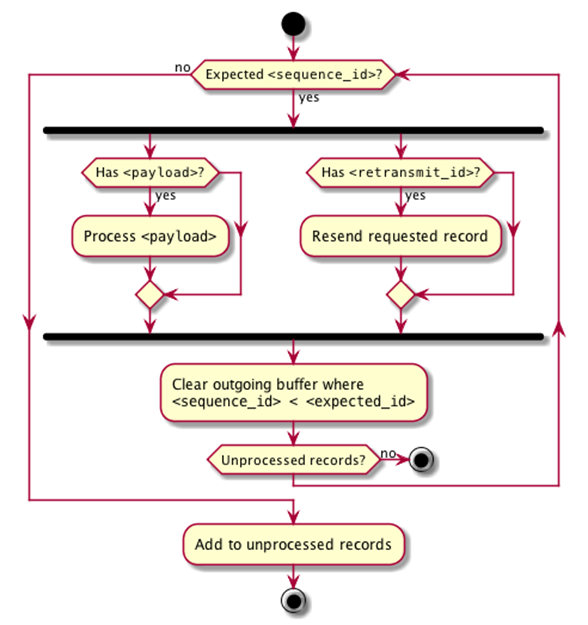 Expected <sequence_id>?
no
yes
Has <payload>?
Has <retransmit_id>?
yes
yes
Process <payload>
Resend requested record
Clear outgoing buffer where
<sequence_id> < <expected_id>
Unprocessed records?
no
Add to unprocessed records